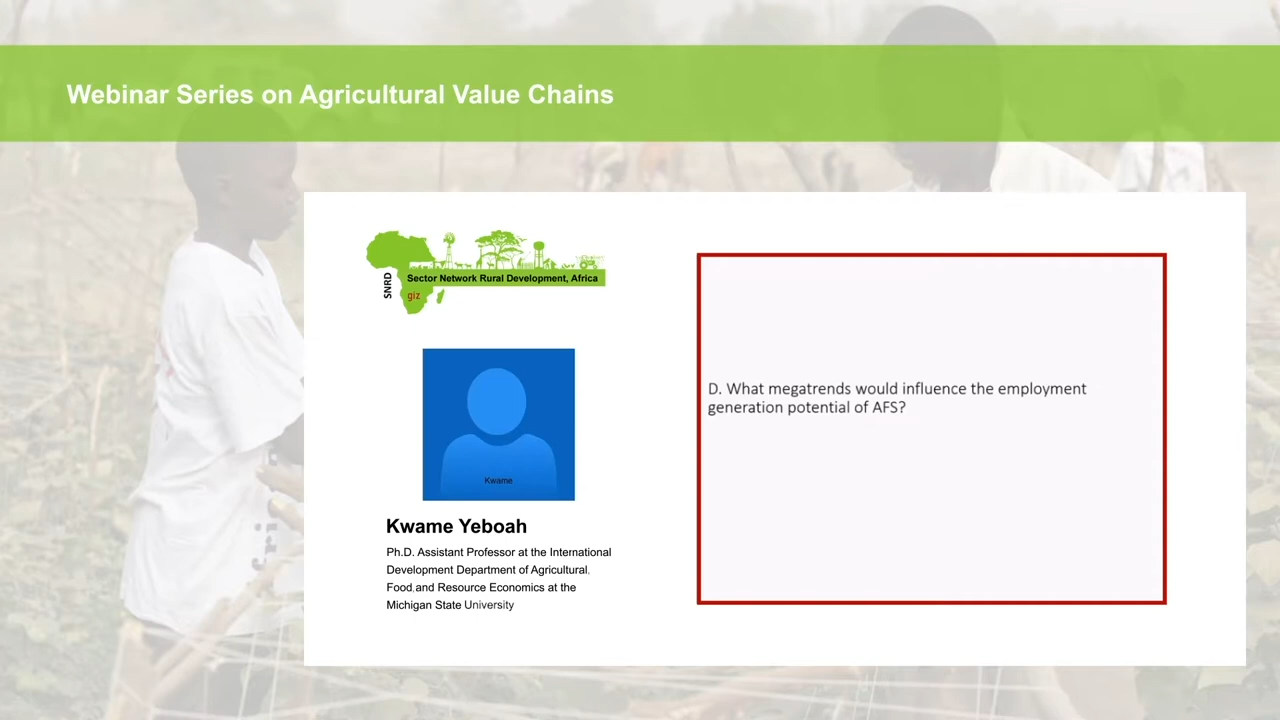 Webinar Series on Agricultural Value Chains
SNRD
Sector Network Rural Development, Africa
giz
Kwame
Kwame Yeboah
Ph.D. Assistant Professor at the International
Development Department of Agricultural.
Food and Resource Economics at the
Michigan State University
D. What megatrends would influence the employment
generation potential of AFS?